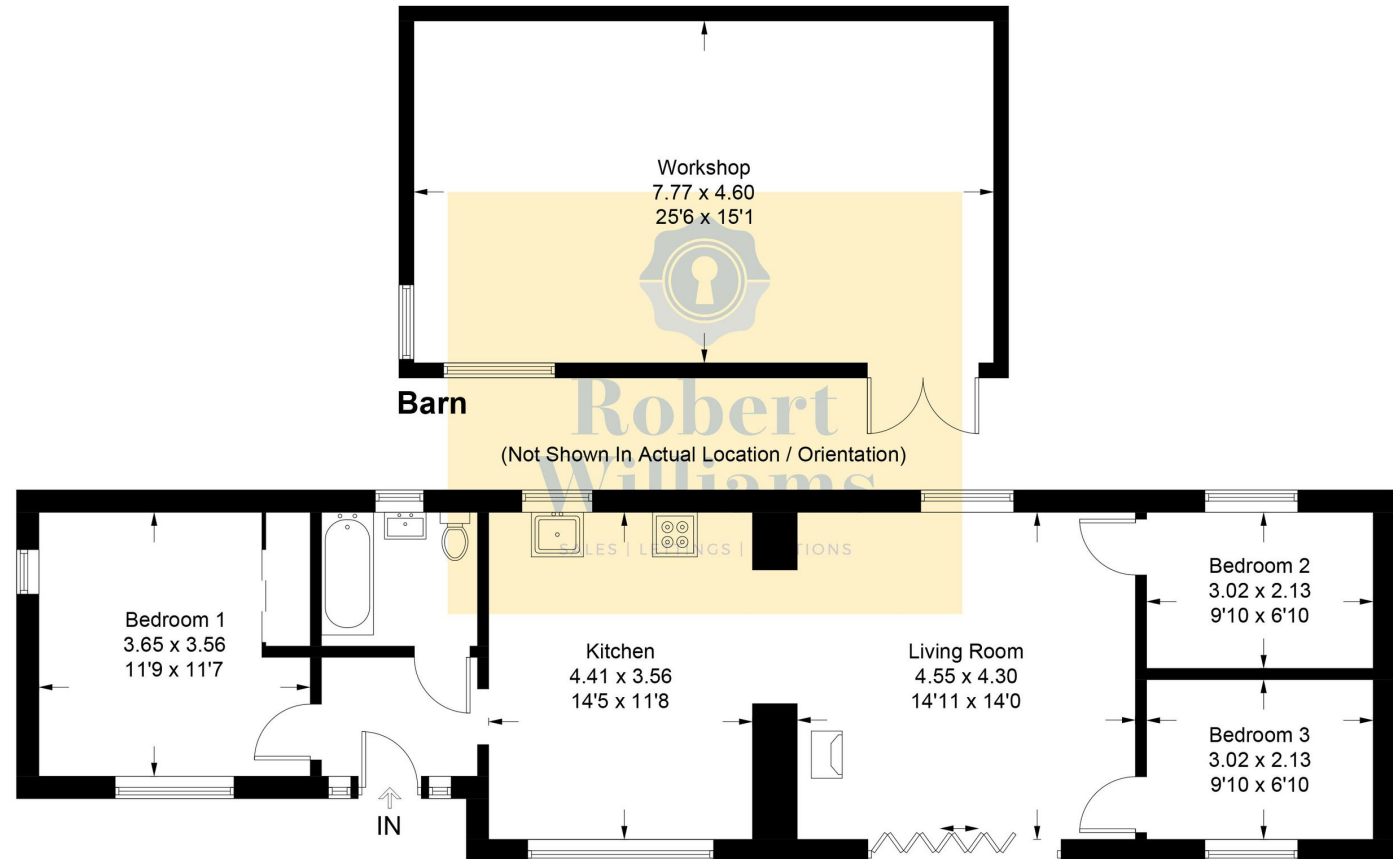 Workshop
7.77 x 4.60
25'6 x 15'1
Barn
Robert
(Not Shown In Actual Location / Orientation)
Williams
SALES | LETTINGS | AUCTIONS
Bedroom 1
3.65 x 3.56
11'9 x 11'7
Kitchen
4.41 x 3.56
14'5 x 11'8
Living Room
4.55 x 4.30
14'11 x 14'0
Bedroom 2
3.02 x 2.13
9'10 x 6'10
Bedroom 3
3.02 x 2.13
9'10 x 6'10
IN